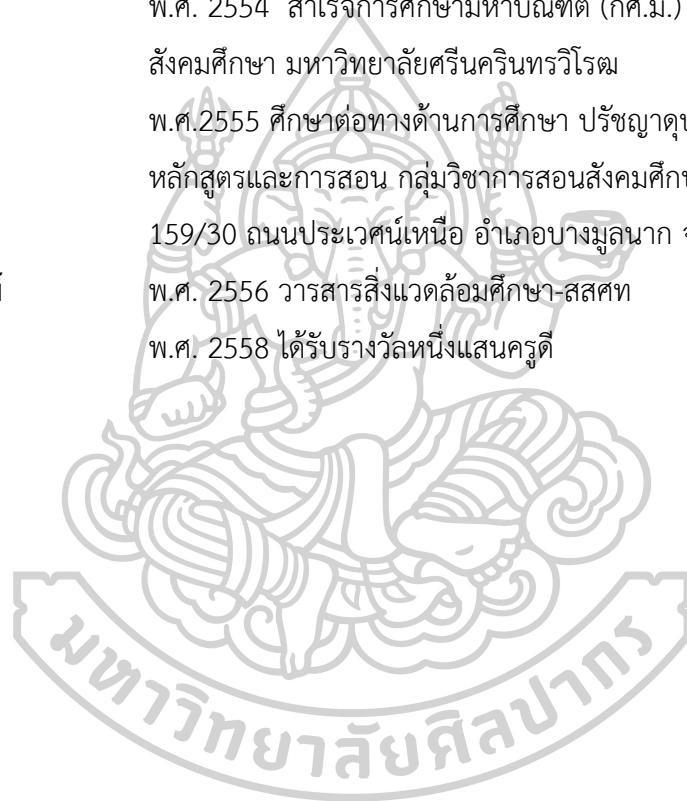 พ.ศ. 2554 สำเร็จการศึกษามหาบัณฑิต (กศ.ม.)
สังคมศึกษา มหาวิทยาลัยศรีนครินทรวิโรฒ
พ.ศ.2555 ศึกษาต่อทางด้านการศึกษา ปรัชญาดุษ
หลักสูตรและการสอน กลุ่มวิชาการสอนสังคมศึกษ
159/30 ถนนประเวศน์เหนือ อำเภอบางมูลนาก จ
พ.ศ. 2556 วารสารสิ่งแวดล้อมศึกษา-สสศท
พ.ศ. 2558 ได้รับรางวัลหนึ่งแสนครูดี
มหาวิทยาลัยศิลปากร